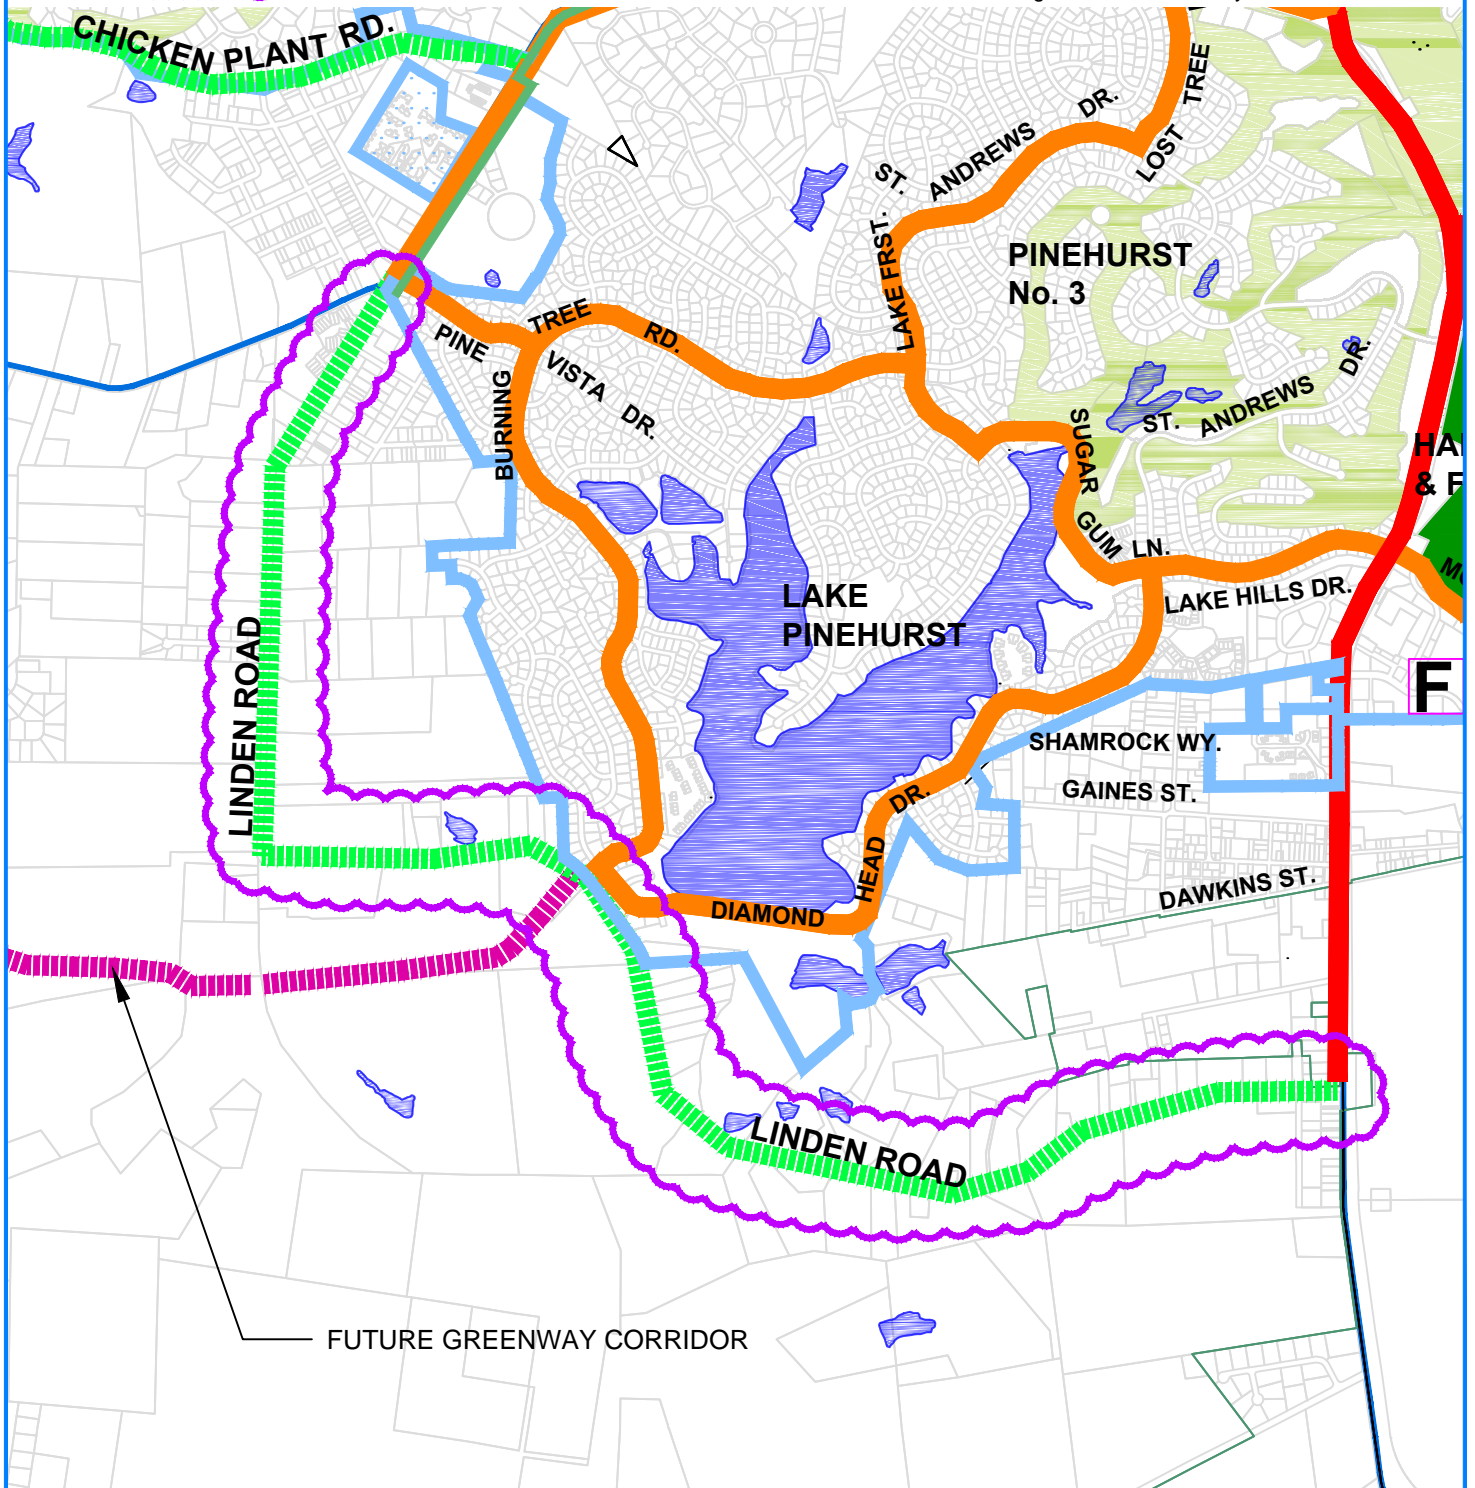 CHICKEN PLANT RD.
TREE
DR.
ANDREWS
LOST
ST.
LAKE FRST.
PINEHURST
No. 3
TREE
RD.
PINE
VISTA
DR.
BURNING
DR.
ANDREWS
ST.
SUGAR
GUM
LN.
HA
& F
LAKE HILLS DR.
LAKE
PINEHURST
LINDEN ROAD
F
SHAMROCK WY.
GAINES ST.
DR.
HEAD
DIAMOND
DAWKINS ST.
LINDEN ROAD
FUTURE GREENWAY CORRIDOR